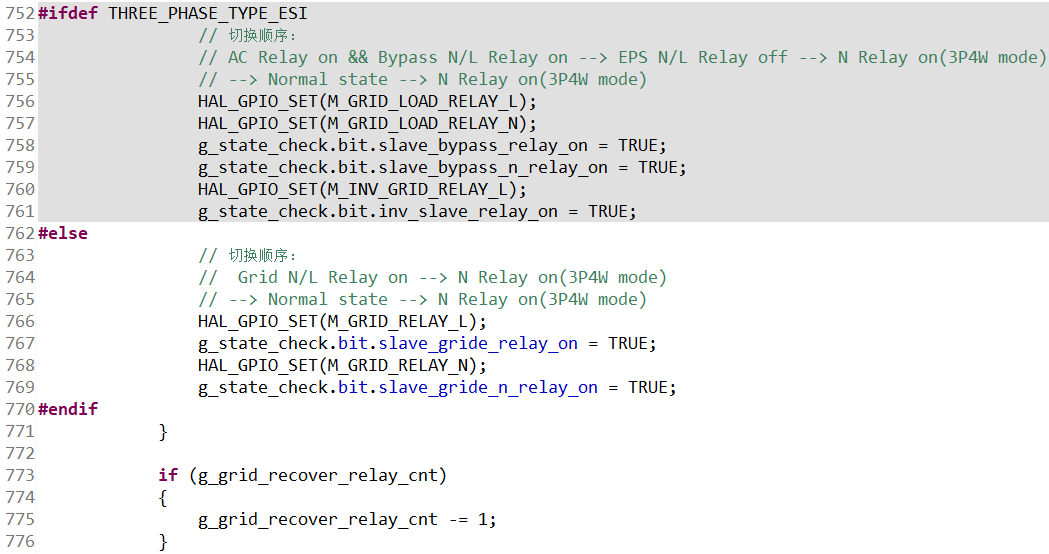 752 #ifdef THREE_PHASE_TYPE_ESI
753 // 切换顺序:
754 // AC Relay on && Bypass N/L Relay on --> EPS N/L Relay off --> N Relay on(3P4W mode)
755 // --> Normal state --> N Relay on(3P4W mode)
756 HAL_GPIO_SET(M_GRID_LOAD_RELAY_L);
757 HAL_GPIO_SET(M_GRID_LOAD_RELAY_N);
758 g_state_check.bit.slave_bypass_relay_on = TRUE;
759 g_state_check.bit.slave_bypass_n_relay_on = TRUE;
760 HAL_GPIO_SET(M_INV_GRID_RELAY_L);
761 g_state_check.bit.inv_slave_relay_on = TRUE;
762 #else
763 // 切换顺序:
764 //  Grid N/L Relay on --> N Relay on(3P4W mode)
765 // --> Normal state --> N Relay on(3P4W mode)
766 HAL_GPIO_SET(M_GRID_RELAY_L);
767 g_state_check.bit.slave_gride_relay_on = TRUE;
768 HAL_GPIO_SET(M_GRID_RELAY_N);
769 g_state_check.bit.slave_gride_n_relay_on = TRUE;
770 #endif
771 }
772
773 if (g_grid_recover_relay_cnt)
774 {
775 g_grid_recover_relay_cnt -= 1;
776 }